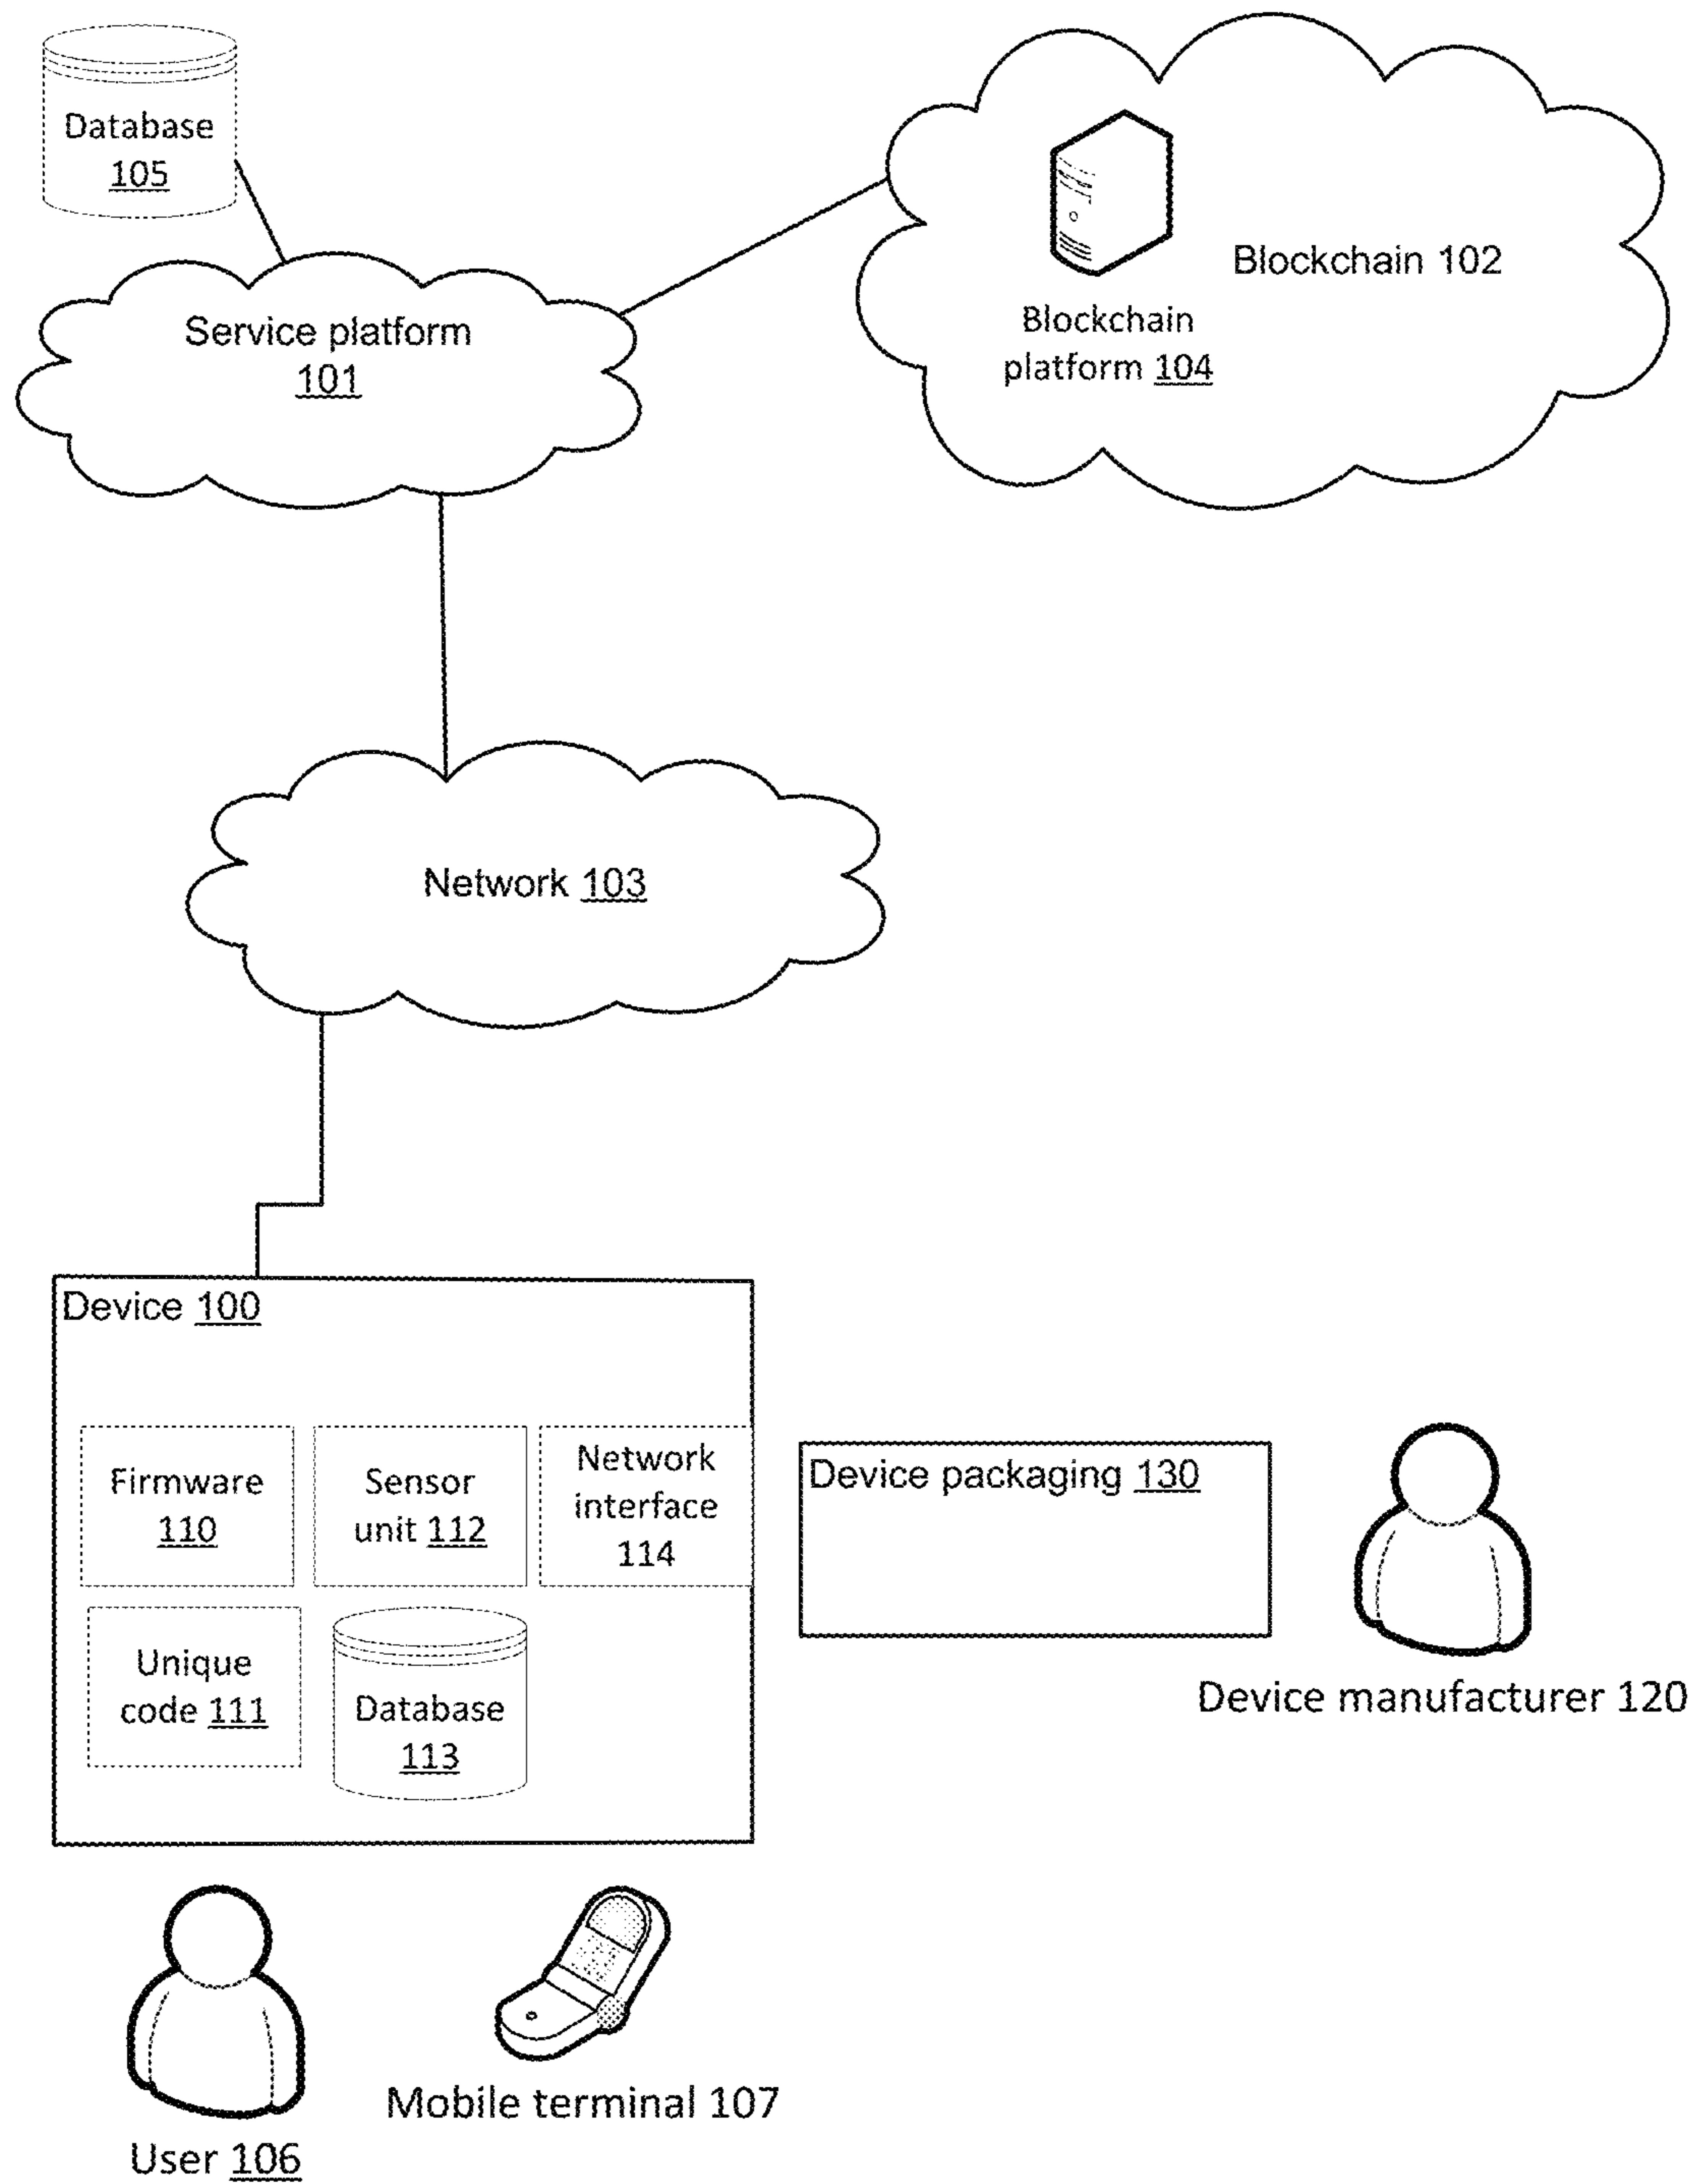 Database
105
Service platform
101
Blockchain 102
Blockchain
platform 104
Network 103
Device 100
Firmware
110
Sensor
unit 112
Network
interface
114
Unique
code 111
Database
113
Device packaging 130
Device manufacturer 120
User 106
Mobile terminal 107